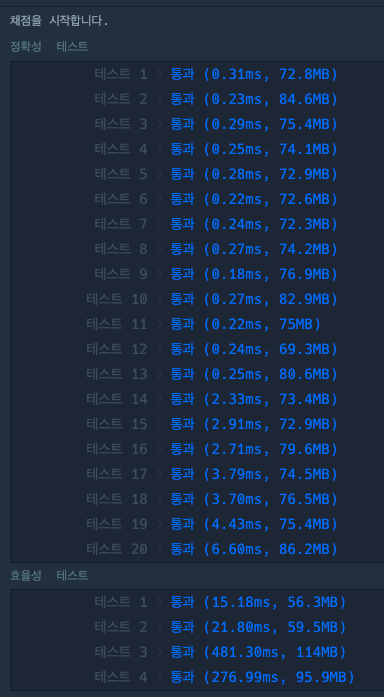 채점을 시작합니다.
정확성 테스트
테스트 1 > 통과 (0.31ms, 72.8MB)
테스트 2 > 통과 (0.23ms, 84.6MB)
테스트 3 > 통과 (0.29ms, 75.4MB)
테스트 4 > 통과 (0.25ms, 74.1MB)
테스트 5 > 통과 (0.28ms, 72.9MB)
테스트 6 > 통과 (0.22ms, 72.6MB)
테스트 7 > 통과 (0.24ms, 72.3MB)
테스트 8 > 통과 (0.27ms, 74.2MB)
테스트 9 > 통과 (0.18ms, 76.9MB)
테스트 10 > 통과 (0.27ms, 82.9MB)
테스트 11 > 통과 (0.22ms, 75MB)
테스트 12 > 통과 (0.24ms, 69.3MB)
테스트 13 > 통과 (0.25ms, 80.6MB)
테스트 14 > 통과 (2.33ms, 73.4MB)
테스트 15 > 통과 (2.91ms, 72.9MB)
테스트 16 > 통과 (2.71ms, 79.6MB)
테스트 17 > 통과 (3.79ms, 74.5MB)
테스트 18 > 통과 (3.70ms, 76.5MB)
테스트 19 > 통과 (4.43ms, 75.4MB)
테스트 20 > 통과 (6.60ms, 86.2MB)
효율성 테스트
테스트 1 > 통과 (15.18ms, 56.3MB)
테스트 2 > 통과 (21.80ms, 59.5MB)
테스트 3 > 통과 (481.30ms, 114MB)
테스트 4 > 통과 (276.99ms, 95.9MB)